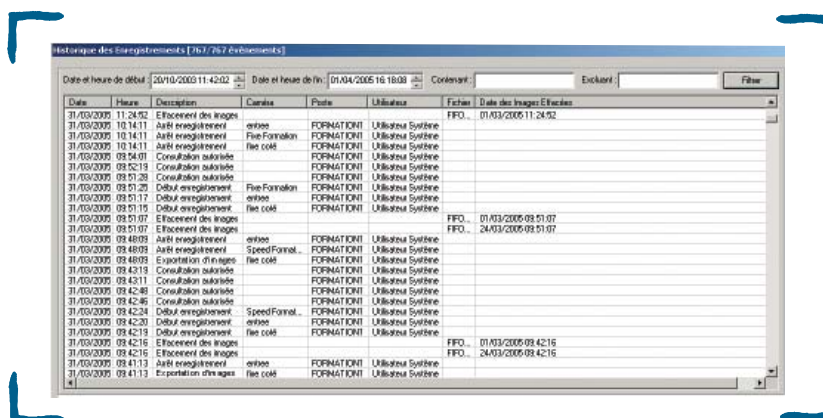 Historique des Enregistrements [767/767 évènements]
Date et heure de début : 20/10/2003 11:42:02 Date et heure de fin : 01/04/2005 16:18:08 Contenant : Excluant : Filtrer
Date Heure Description Caméra Poste Utilisateur Fichier Date des Images Effacées
31/03/2005 11:24:52 Effacement des images FIFO... 01/03/2005 11:24:52
31/03/2005 10:14:11 Arrêt enregistrement entree FORMATION1 Utilisateur Système
31/03/2005 10:14:11 Arrêt enregistrement Fixe Formation FORMATION1 Utilisateur Système
31/03/2005 10:14:11 Arrêt enregistrement fixe colé FORMATION1 Utilisateur Système
31/03/2005 09:54:01 Consultation autorisée FORMATION1 Utilisateur Système
31/03/2005 09:52:19 Consultation autorisée FORMATION1 Utilisateur Système
31/03/2005 09:51:28 Consultation autorisée FORMATION1 Utilisateur Système
31/03/2005 09:51:25 Début enregistrement Fixe Formation FORMATION1 Utilisateur Système
31/03/2005 09:51:17 Début enregistrement entree FORMATION1 Utilisateur Système
31/03/2005 09:51:15 Début enregistrement fixe colé FORMATION1 Utilisateur Système
31/03/2005 09:51:07 Effacement des images FIFO... 01/03/2005 09:51:07
31/03/2005 09:51:07 Effacement des images FIFO... 24/03/2005 09:51:07
31/03/2005 09:48:09 Arrêt enregistrement entree FORMATION1 Utilisateur Système
31/03/2005 09:48:09 Arrêt enregistrement Speed Format... FORMATION1 Utilisateur Système
31/03/2005 09:48:09 Exportation d'images fixe colé FORMATION1 Utilisateur Système
31/03/2005 09:43:19 Consultation autorisée FORMATION1 Utilisateur Système
31/03/2005 09:43:11 Consultation autorisée FORMATION1 Utilisateur Système
31/03/2005 09:42:48 Consultation autorisée FORMATION1 Utilisateur Système
31/03/2005 09:42:46 Consultation autorisée FORMATION1 Utilisateur Système
31/03/2005 09:42:24 Début enregistrement Speed Format... FORMATION1 Utilisateur Système
31/03/2005 09:42:20 Début enregistrement entree FORMATION1 Utilisateur Système
31/03/2005 09:42:19 Début enregistrement fixe colé FORMATION1 Utilisateur Système
31/03/2005 09:42:16 Effacement des images FIFO... 01/03/2005 09:42:16
31/03/2005 09:42:16 Effacement des images FIFO... 24/03/2005 09:42:16
31/03/2005 09:41:13 Arrêt enregistrement entree FORMATION1 Utilisateur Système
31/03/2005 09:41:13 Exportation d'images fixe colé FORMATION1 Utilisateur Système